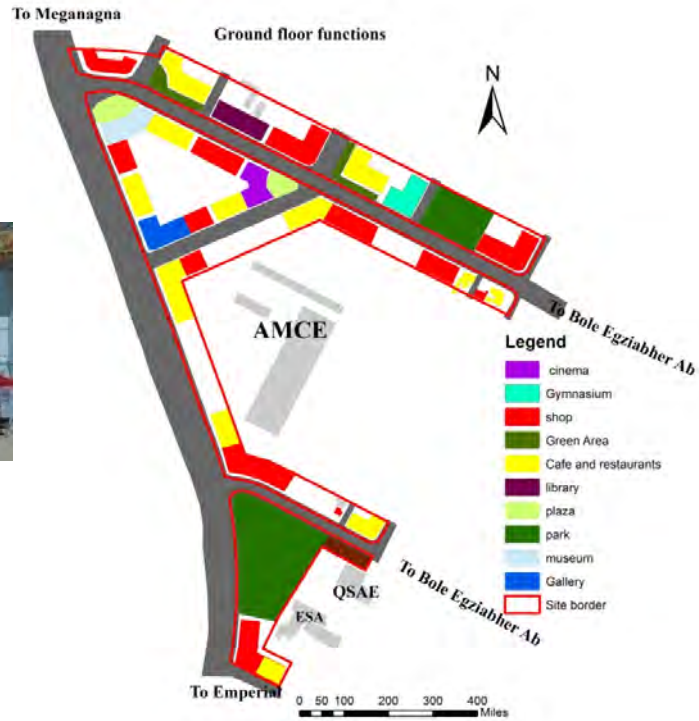 To Meganagna
Ground floor functions
N
AMCE
To Bole Egziabher Ab
Legend
cinema
Gymnasium
shop
Green Area
Cafe and restaurants
library
plaza
park
museum
Gallery
Site border
QSAE
To Bole Egziabher Ab
ESA
To Emperial
0 50 100 200 300 400
Miles